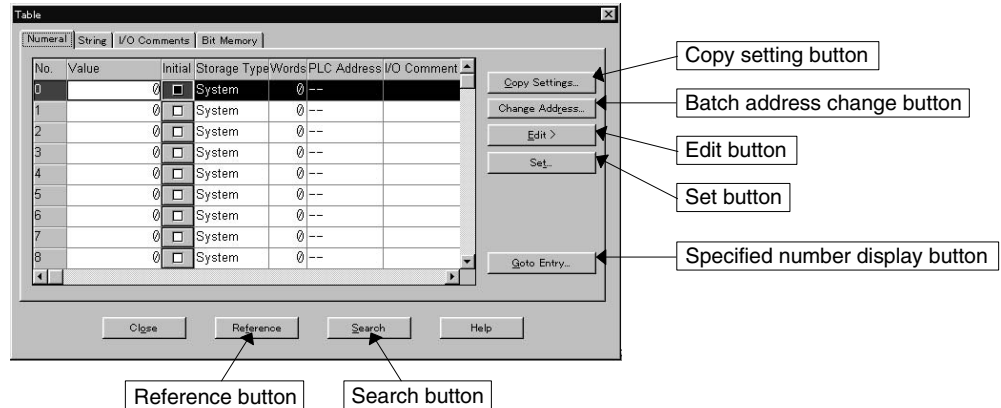 Table
Numeral String I/O Comments Bit Memory
No. Value Initial Storage Type Words PLC Address I/O Comment
0 0 System 0 --
1 0 System 0 --
2 0 System 0 --
3 0 System 0 --
4 0 System 0 --
5 0 System 0 --
6 0 System 0 --
7 0 System 0 --
8 0 System 0 --
Copy Settings...
Change Address...
Edit >
Set...
Goto Entry...
Close Reference Search Help
Copy setting button
Batch address change button
Edit button
Set button
Specified number display button
Reference button Search button